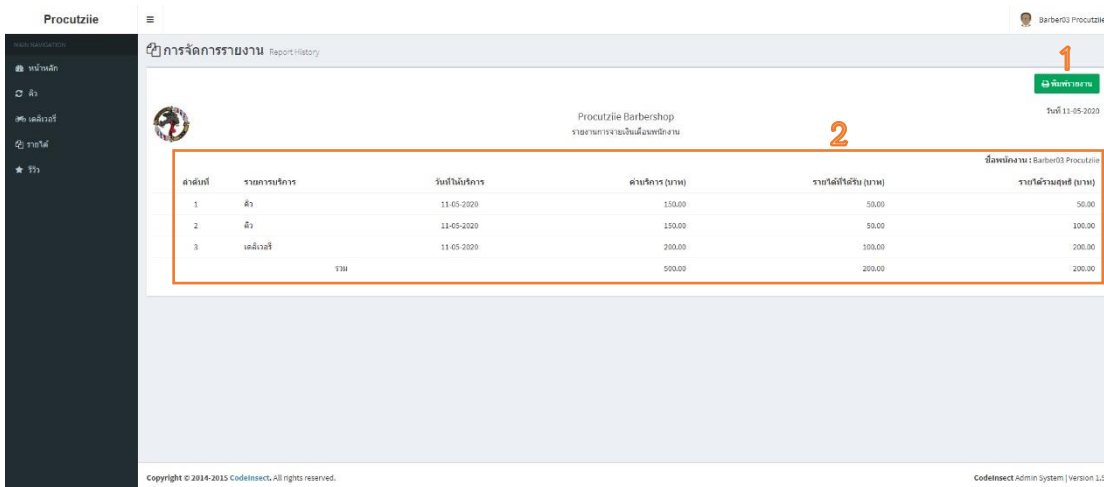 Procutziie
Barber03 Procutziie
MAIN NAVIGATION
หน้าหลัก
คิว
เดลิเวอรี่
รายได้
รีวิว
การจัดการรายงาน Report History
1
พิมพ์รายงาน
วันที่ 11-05-2020
Procutziie Barbershop
รายงานการจ่ายเงินเดือนพนักงาน
2
ชื่อพนักงาน : Barber03 Procutziie
ลำดับที่ รายการบริการ วันที่ให้บริการ ค่าบริการ (บาท) รายได้ที่ได้รับ (บาท) รายได้รวมสุทธิ (บาท)
1 คิว 11-05-2020 150.00 50.00 50.00
2 คิว 11-05-2020 150.00 50.00 100.00
3 เดลิเวอรี่ 11-05-2020 200.00 100.00 200.00
รวม 500.00 200.00 200.00
Copyright © 2014-2015 CodeInsect. All rights reserved.
CodeInsect Admin System | Version 1.5